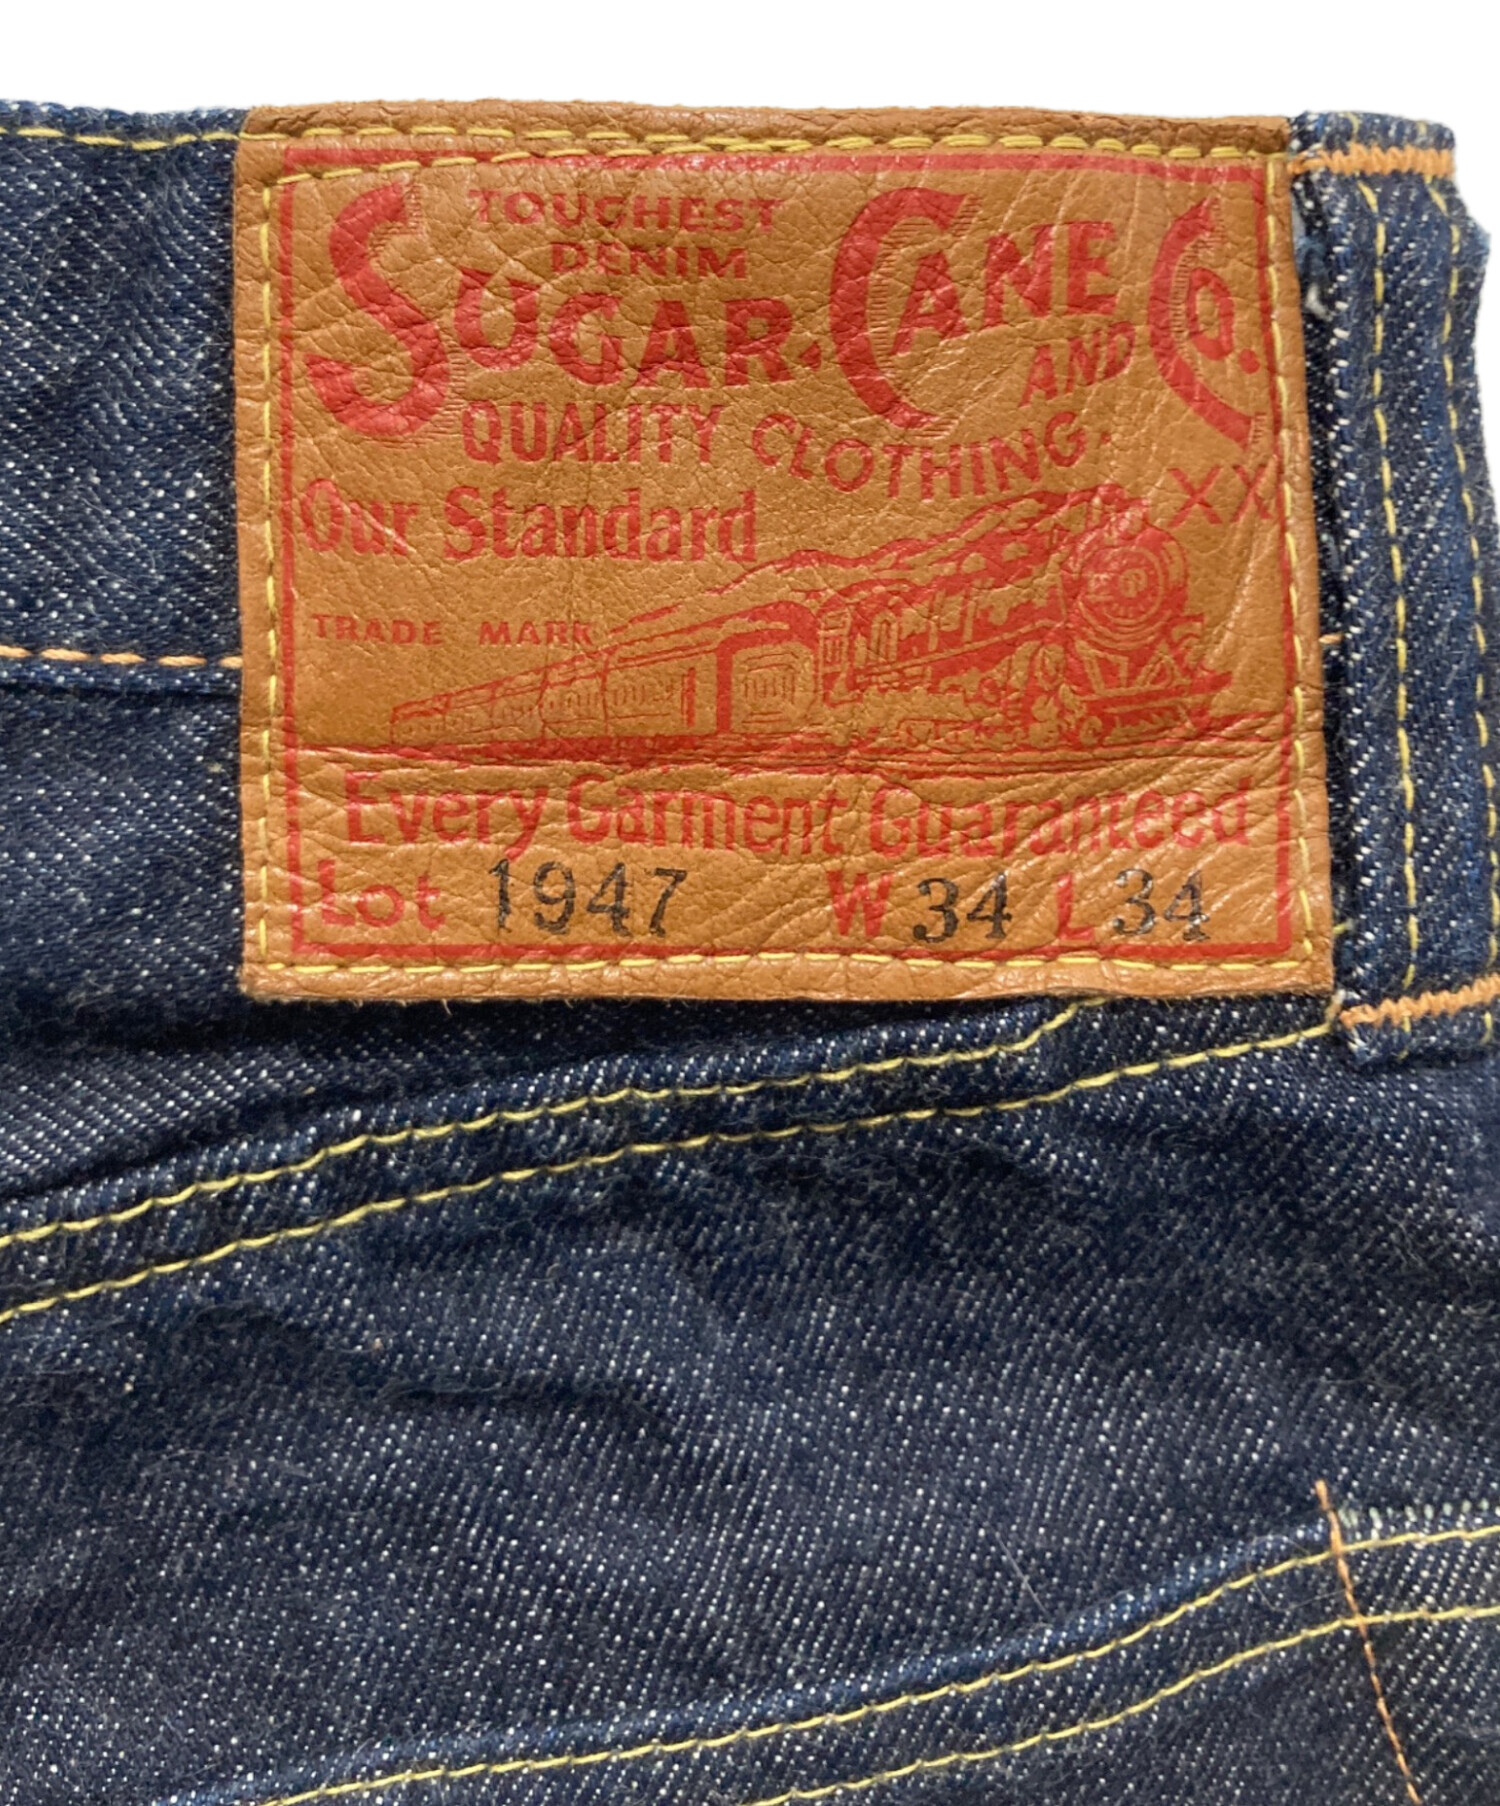 TOUGHEST
DENIM
SUGAR·CANE AND Co.
QUALITY CLOTHING.
XX
Our Standard
TRADE MARK
Every Garment Guaranteed
Lot 1947 W 34 L 34